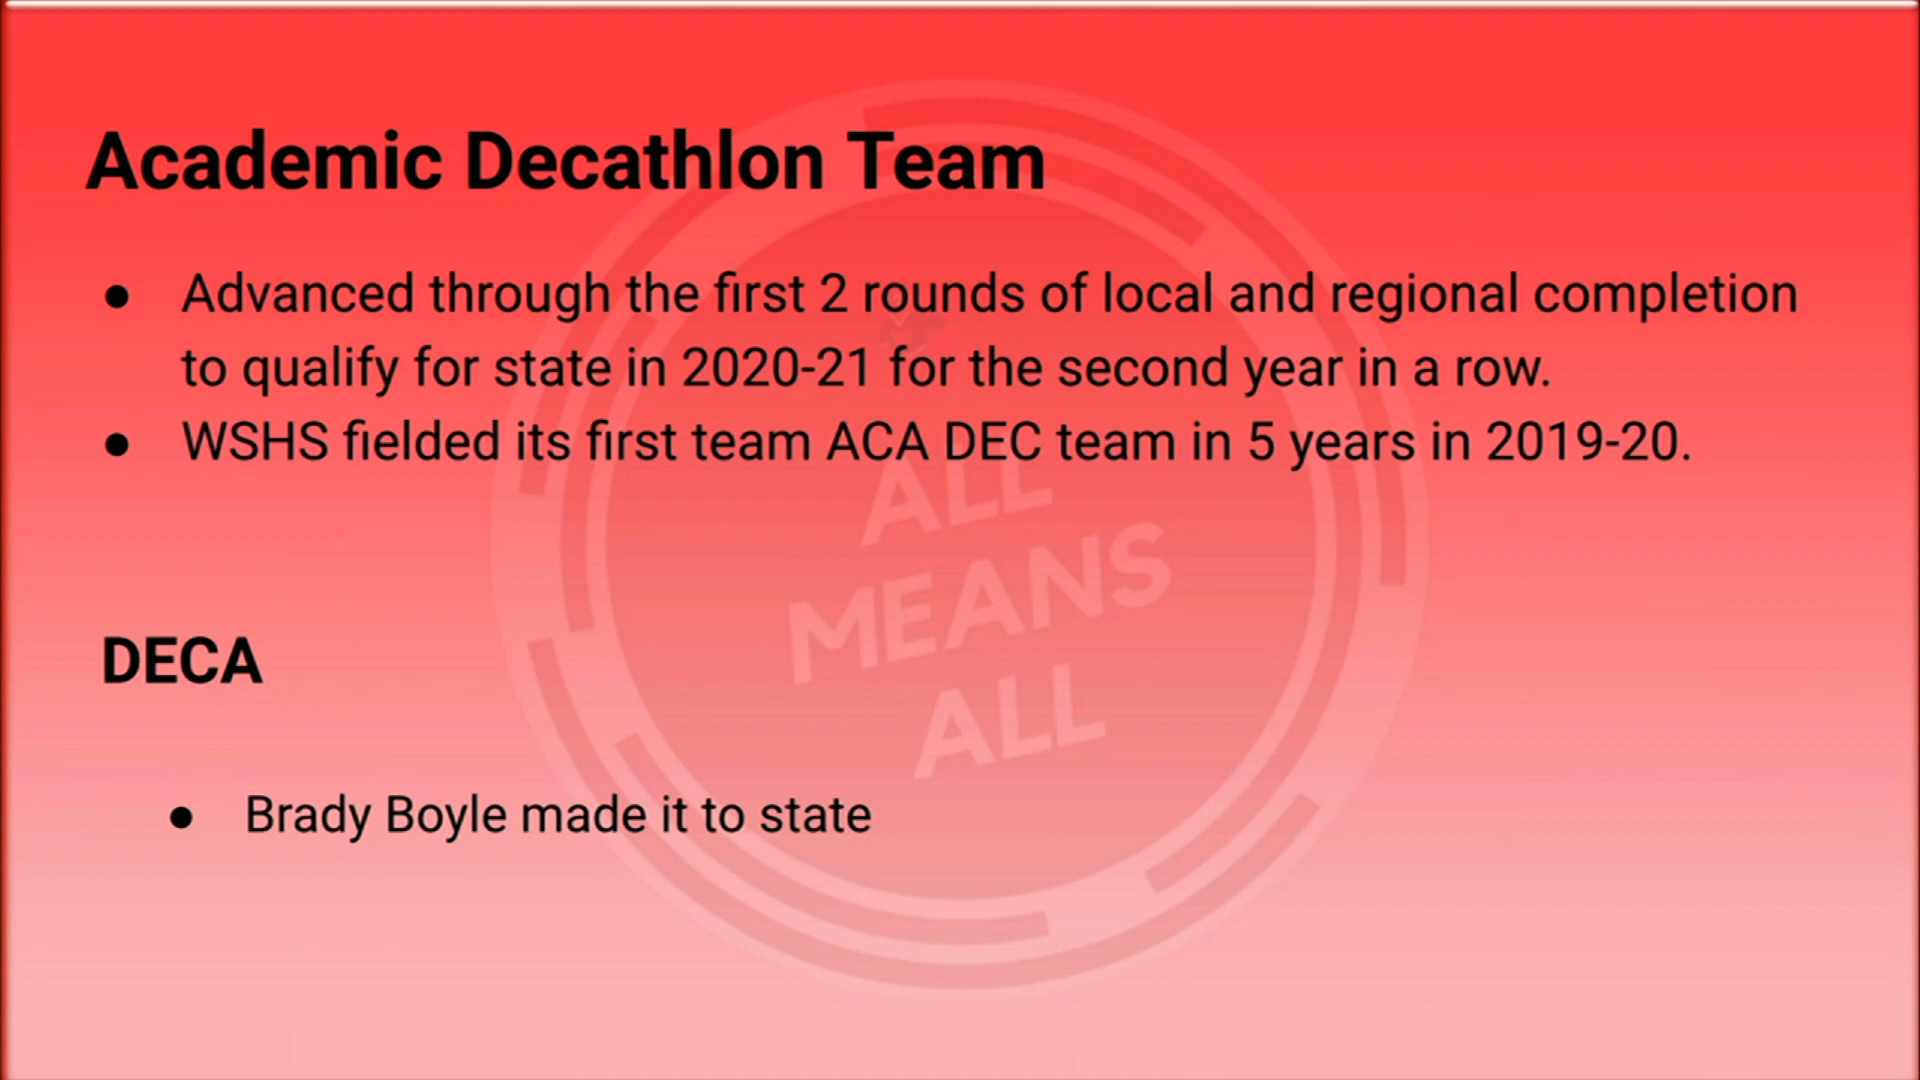 Academic Decathlon Team
● Advanced through the first 2 rounds of local and regional completion
to qualify for state in 2020-21 for the second year in a row.
● WSHS fielded its first team ACA DEC team in 5 years in 2019-20.
ALL
MEANS
ALL
DECA
● Brady Boyle made it to state